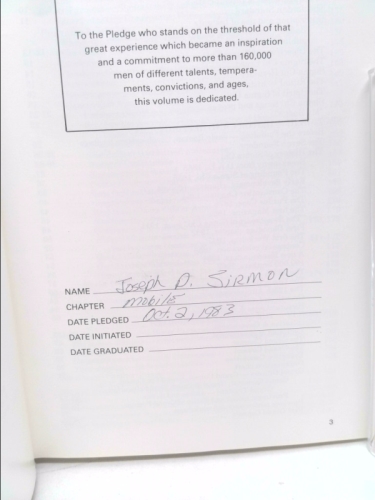 To the Pledge who stands on the threshold of that
great experience which became an inspiration
and a commitment to more than 160,000
men of different talents, tempera-
ments, convictions, and ages,
this volume is dedicated.
NAME Joseph D. SIRMON
CHAPTER mobile
DATE PLEDGED Oct. 2, 1983
DATE INITIATED
DATE GRADUATED
3